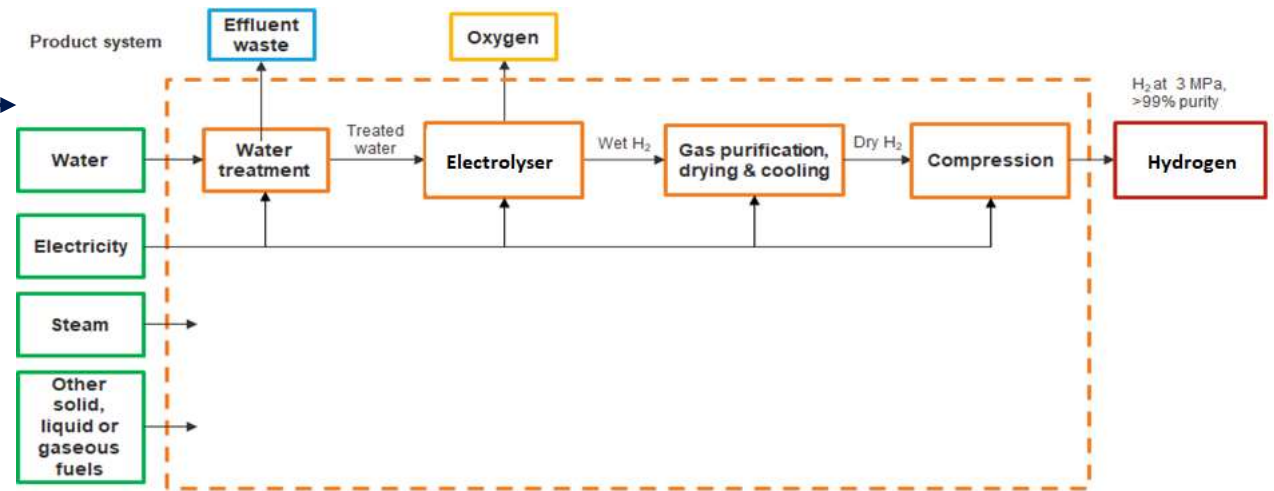 Product system
Effluent
waste
Oxygen
H₂ at 3 MPa,
>99% purity
Water
Water
treatment
Treated
water
Electrolyser
Wet H₂
Gas purification,
drying & cooling
Dry H₂
Compression
Hydrogen
Electricity
Steam
Other
solid,
liquid or
gaseous
fuels